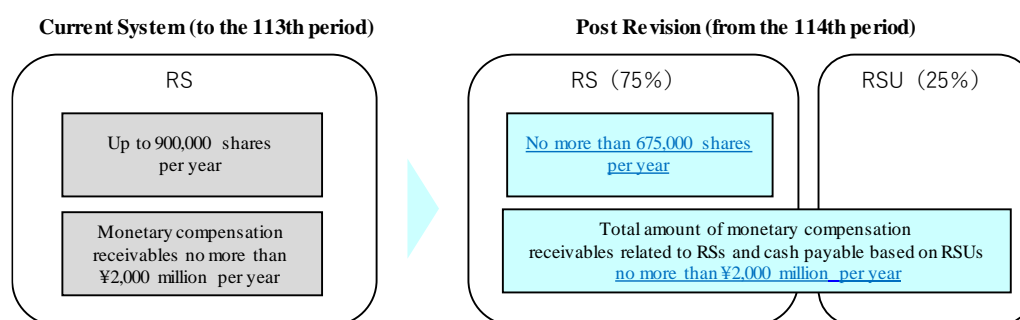 Current System (to the 113th period)
Post Revision (from the 114th period)
RS
RS（75%）
RSU（25%）
Up to 900,000 shares
per year
No more than 675,000 shares
per year
Monetary compensation
receivables no more than
¥2,000 million per year
Total amount of monetary compensation
receivables related to RSs and cash payable based on RSUs
no more than ¥2,000 million per year